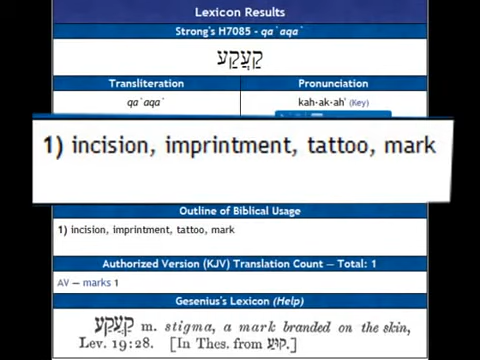 Lexicon Results
Strong's H7085 - qa`aqa`
קַעֲקַע
Transliteration
Pronunciation
qa`aqa`
kah·ak·ah' (Key)
1) incision, imprintment, tattoo, mark
Outline of Biblical Usage
1) incision, imprintment, tattoo, mark
Authorized Version (KJV) Translation Count — Total: 1
AV — marks 1
Gesenius's Lexicon (Help)
קַעֲקַע m. stigma, a mark branded on the skin,
Lev. 19:28. [In Thes. from קוּעַ.]